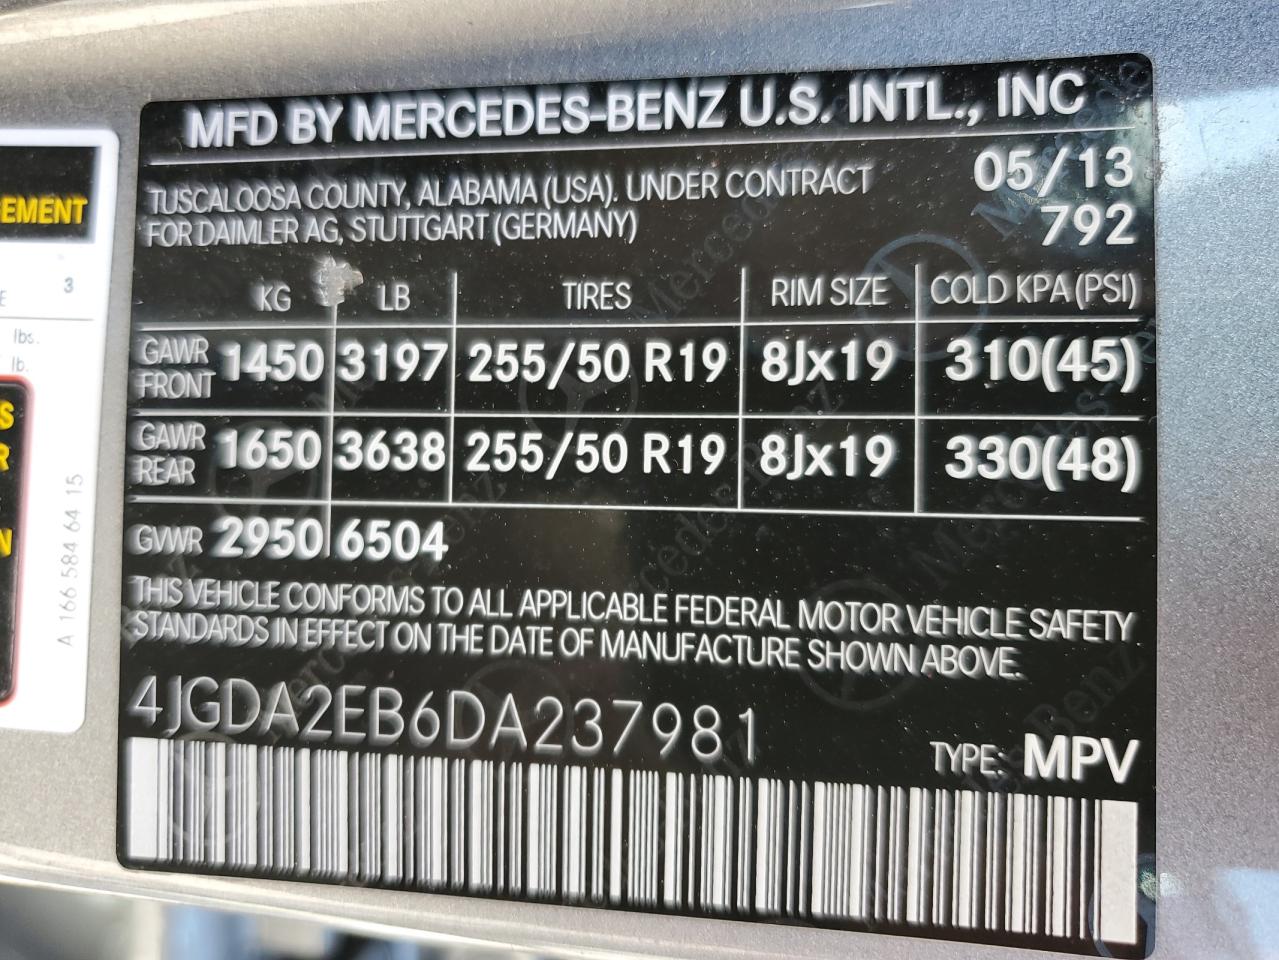 MFD BY MERCEDES-BENZ U.S. INTL., INC
TUSCALOOSA COUNTY, ALABAMA (USA). UNDER CONTRACT
FOR DAIMLER AG, STUTTGART (GERMANY)
05/13
792
KG LB TIRES RIM SIZE COLD KPA (PSI)
GAWR FRONT 1450 3197 255/50 R19 8Jx19 310(45)
GAWR REAR 1650 3638 255/50 R19 8Jx19 330(48)
GVWR 2950 6504
THIS VEHICLE CONFORMS TO ALL APPLICABLE FEDERAL MOTOR VEHICLE SAFETY
STANDARDS IN EFFECT ON THE DATE OF MANUFACTURE SHOWN ABOVE.
4JGDA2EB6DA237981
TYPE: MPV
EMENT
3
lbs.
lb.
A 166 584 64 15